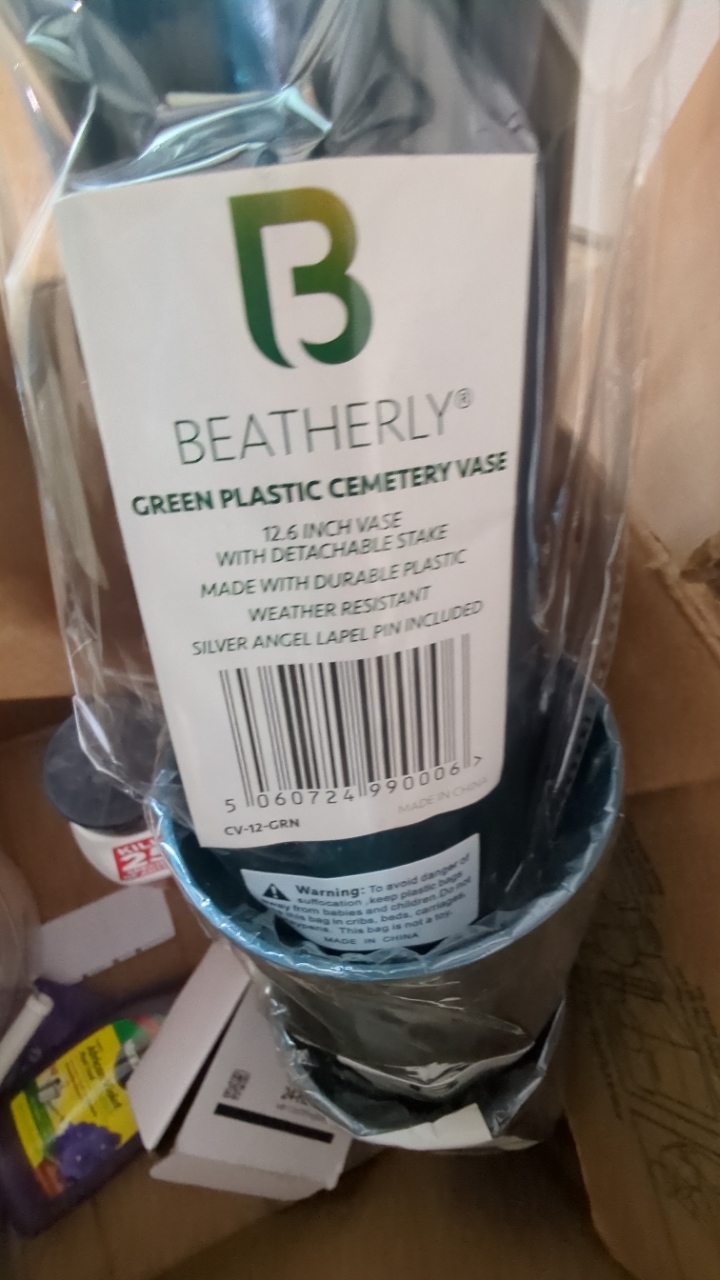 B
BEATHERLY®
GREEN PLASTIC CEMETERY VASE
12.6 INCH VASE
WITH DETACHABLE STAKE
MADE WITH DURABLE PLASTIC
WEATHER RESISTANT
SILVER ANGEL LAPEL PIN INCLUDED
5 060724 990006 >
MADE IN CHINA
CV-12-GRN
Warning: To avoid danger of
suffocation ,keep plastic bags
away from babies and children.Do not
this bag in cribs, beds, carriages,
This bag is not a toy.
MADE IN CHINA